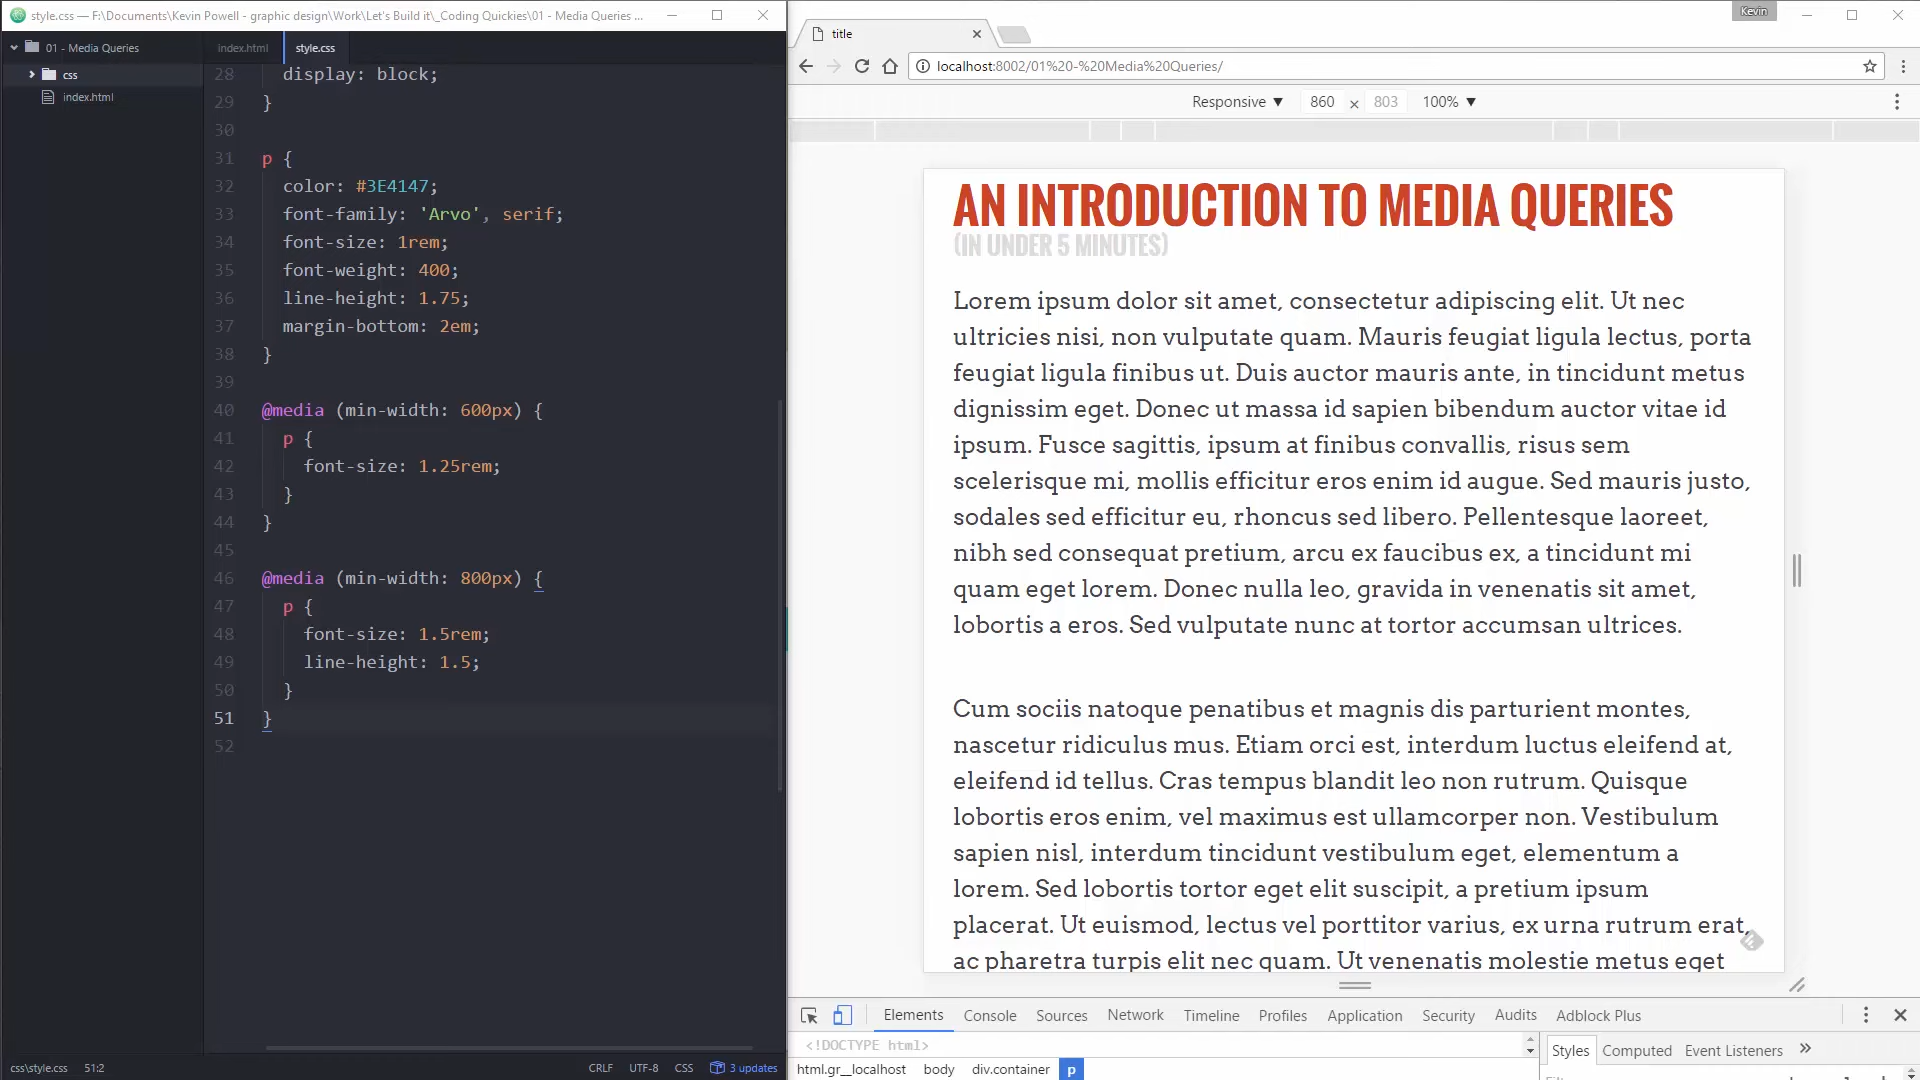 style.css — F:\Documents\Kevin Powell - graphic design\Work\Let's Build it\_Coding Quickies\01 - Media Queries ...
01 - Media Queries
css
index.html
index.html
style.css
28 display: block;
29 }
30
31 p {
32 color: #3E4147;
33 font-family: 'Arvo', serif;
34 font-size: 1rem;
35 font-weight: 400;
36 line-height: 1.75;
37 margin-bottom: 2em;
38 }
39
40 @media (min-width: 600px) {
41 p {
42 font-size: 1.25rem;
43 }
44 }
45
46 @media (min-width: 800px) {
47 p {
48 font-size: 1.5rem;
49 line-height: 1.5;
50 }
51 }
52
css\style.css 51:2
CRLF UTF-8 CSS 3 updates
Kevin
title
localhost:8002/01%20-%20Media%20Queries/
Responsive ▼ 860 × 803 100% ▼
AN INTRODUCTION TO MEDIA QUERIES
(IN UNDER 5 MINUTES)
Lorem ipsum dolor sit amet, consectetur adipiscing elit. Ut nec
ultricies nisi, non vulputate quam. Mauris feugiat ligula lectus, porta
feugiat ligula finibus ut. Duis auctor mauris ante, in tincidunt metus
dignissim eget. Donec ut massa id sapien bibendum auctor vitae id
ipsum. Fusce sagittis, ipsum at finibus convallis, risus sem
scelerisque mi, mollis efficitur eros enim id augue. Sed mauris justo,
sodales sed efficitur eu, rhoncus sed libero. Pellentesque laoreet,
nibh sed consequat pretium, arcu ex faucibus ex, a tincidunt mi
quam eget lorem. Donec nulla leo, gravida in venenatis sit amet,
lobortis a eros. Sed vulputate nunc at tortor accumsan ultrices.
Cum sociis natoque penatibus et magnis dis parturient montes,
nascetur ridiculus mus. Etiam orci est, interdum luctus eleifend at,
eleifend id tellus. Cras tempus blandit leo non rutrum. Quisque
lobortis eros enim, vel maximus est ullamcorper non. Vestibulum
sapien nisl, interdum tincidunt vestibulum eget, elementum a
lorem. Sed lobortis tortor eget elit suscipit, a pretium ipsum
placerat. Ut euismod, lectus vel porttitor varius, ex urna rutrum erat,
ac pharetra turpis elit nec quam. Ut venenatis molestie metus eget
Elements Console Sources Network Timeline Profiles Application Security Audits Adblock Plus
<!DOCTYPE html>
Styles Computed Event Listeners »
html.gr__localhost body div.container p